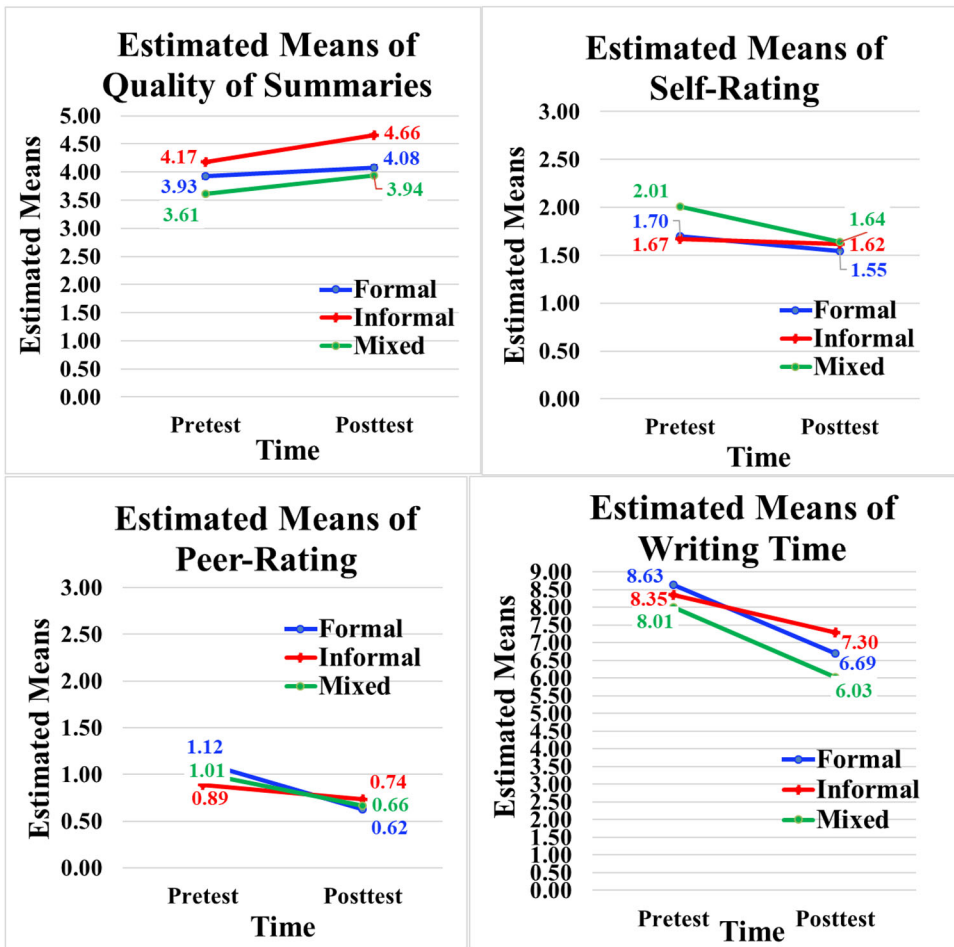 Estimated Means of
Quality of Summaries
Estimated Means
5.00
4.50
4.00
3.50
3.00
2.50
2.00
1.50
1.00
0.50
0.00
4.17
3.93
3.61
4.66
4.08
3.94
Formal
Informal
Mixed
Pretest
Posttest
Time
Estimated Means of
Self-Rating
Estimated Means
3.00
2.50
2.00
1.50
1.00
0.50
0.00
2.01
1.70
1.67
1.64
1.62
1.55
Formal
Informal
Mixed
Pretest
Posttest
Time
Estimated Means of
Peer-Rating
Estimated Means
3.00
2.50
2.00
1.50
1.00
0.50
0.00
Formal
Informal
Mixed
1.12
1.01
0.89
0.74
0.66
0.62
Pretest
Posttest
Time
Estimated Means of
Writing Time
Estimated Means
9.00
8.50
8.00
7.50
7.00
6.50
6.00
5.50
5.00
4.50
4.00
3.50
3.00
2.50
2.00
1.50
1.00
0.50
0.00
8.63
8.35
8.01
7.30
6.69
6.03
Formal
Informal
Mixed
Pretest
Posttest
Time